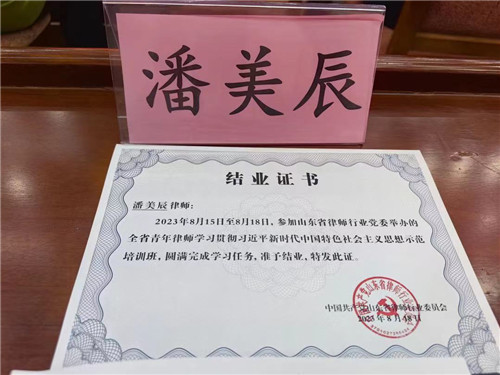 潘美辰
结业证书
潘美辰律师:
2023年8月15日至8月18日,参加山东省律师行业党委举办的
全省青年律师学习贯彻习近平新时代中国特色社会主义思想示范
培训班,圆满完成学习任务,准予结业,特发此证。
中国共产党山东省律师行业委员会
2023年8月18日